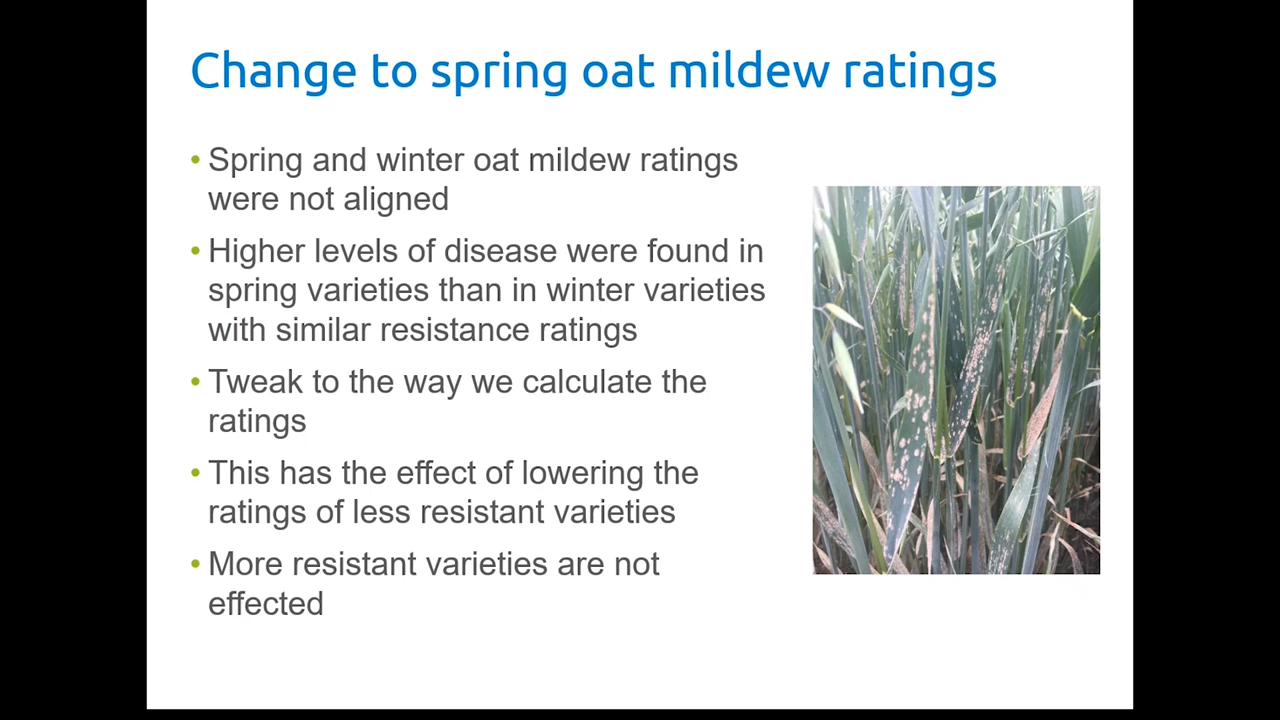 Change to spring oat mildew ratings
• Spring and winter oat mildew ratings
were not aligned
• Higher levels of disease were found in
spring varieties than in winter varieties
with similar resistance ratings
• Tweak to the way we calculate the
ratings
• This has the effect of lowering the
ratings of less resistant varieties
• More resistant varieties are not
effected